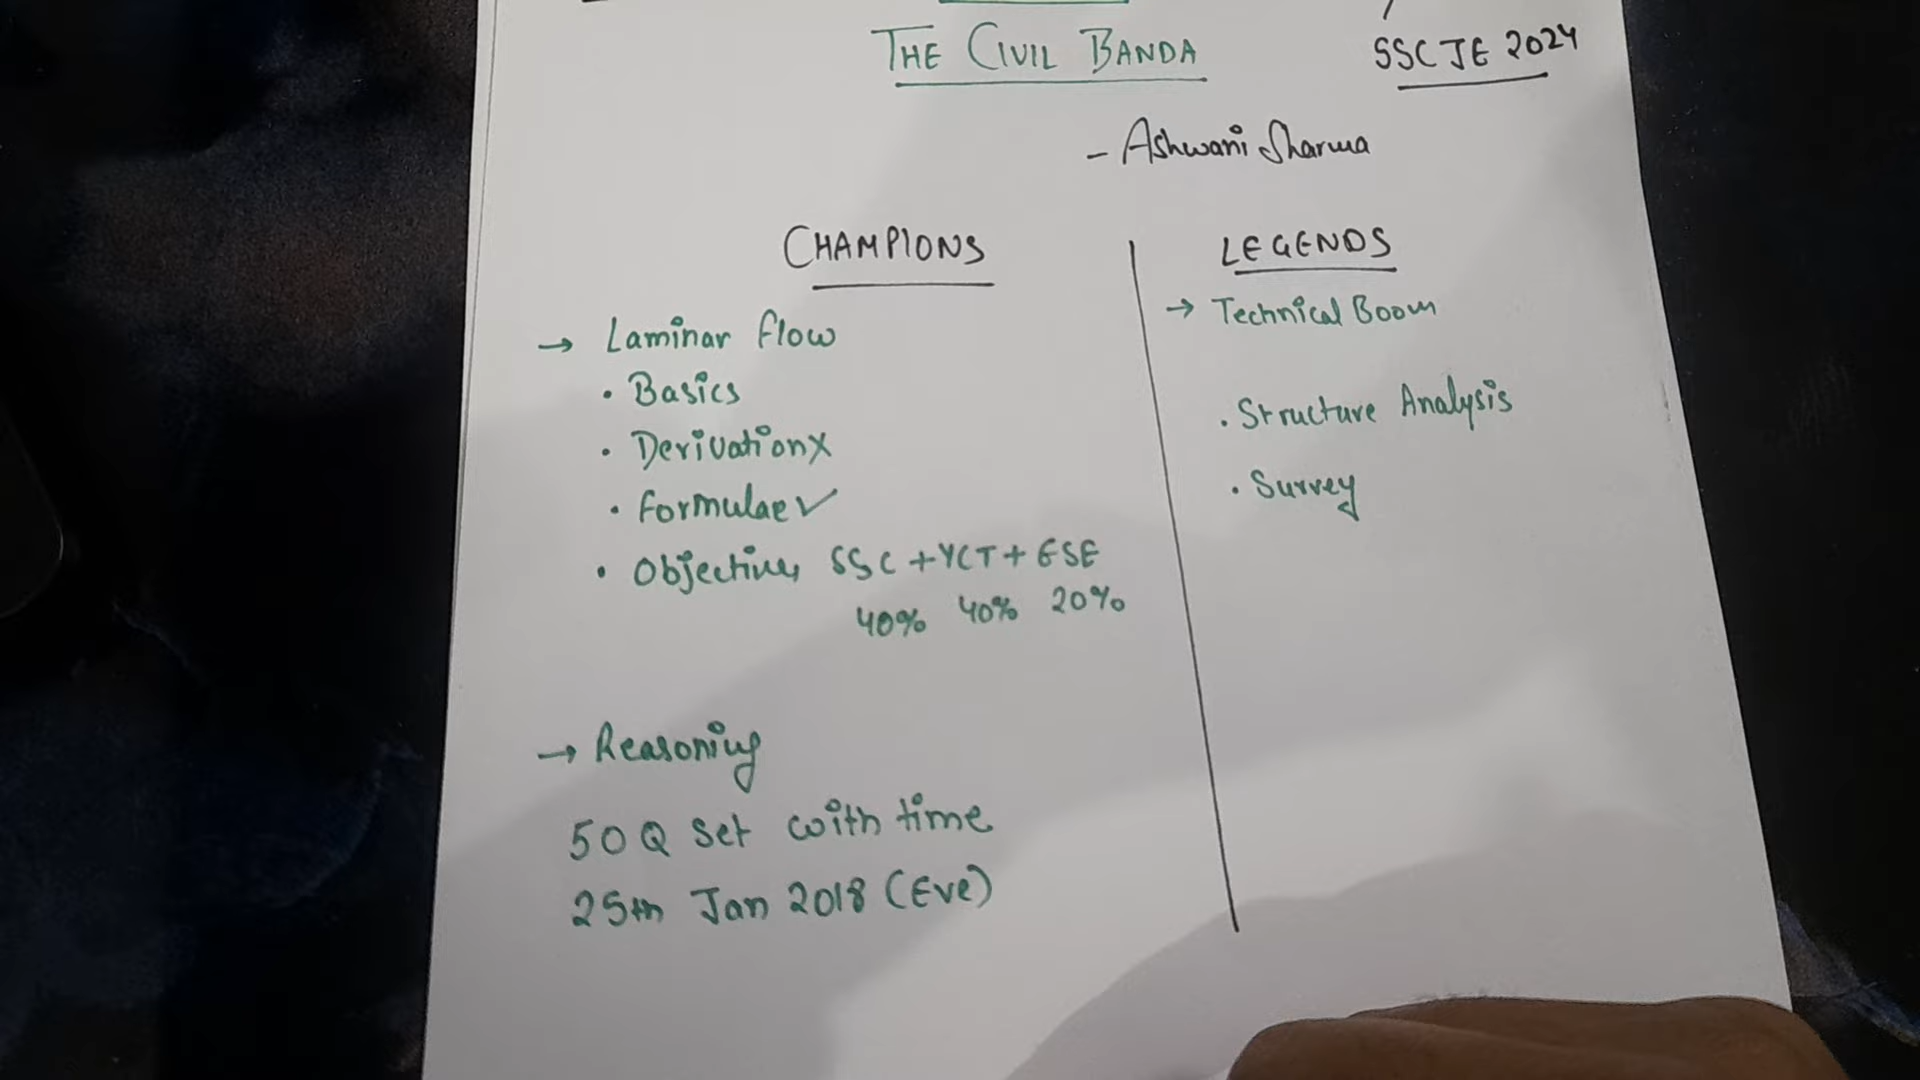 THE CIVIL BANDA
SSC JE 2024
- Ashwani Sharma
CHAMPIONS
→ Laminar flow
• Basics
• Derivation X
• Formulae ✓
• Objectives SSC + YCT + ESE
40% 40% 20%
→ Reasoning
50 Q Set with time
25th Jan 2018 (Eve)
LEGENDS
→ Technical Boom
• Structure Analysis
• Survey